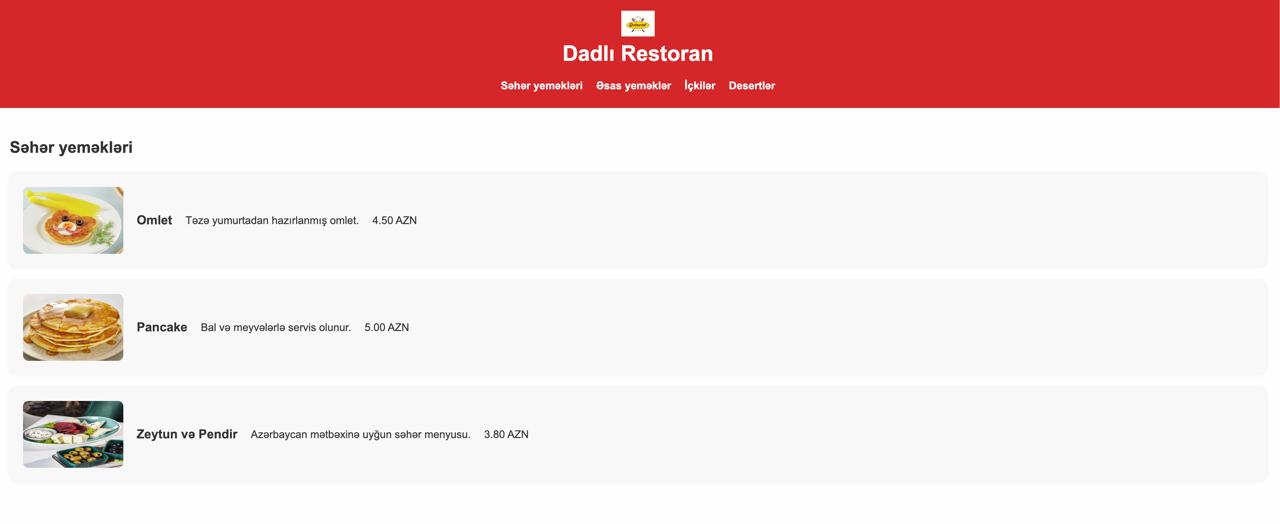 Dadlı Restoran
Səhər yeməkləri Əsas yeməklər İçkilər Desertlər
Səhər yeməkləri
Omlet Təzə yumurtadan hazırlanmış omlet. 4.50 AZN
Pancake Bal və meyvələrlə servis olunur. 5.00 AZN
Zeytun və Pendir Azərbaycan mətbəxinə uyğun səhər menyusu. 3.80 AZN